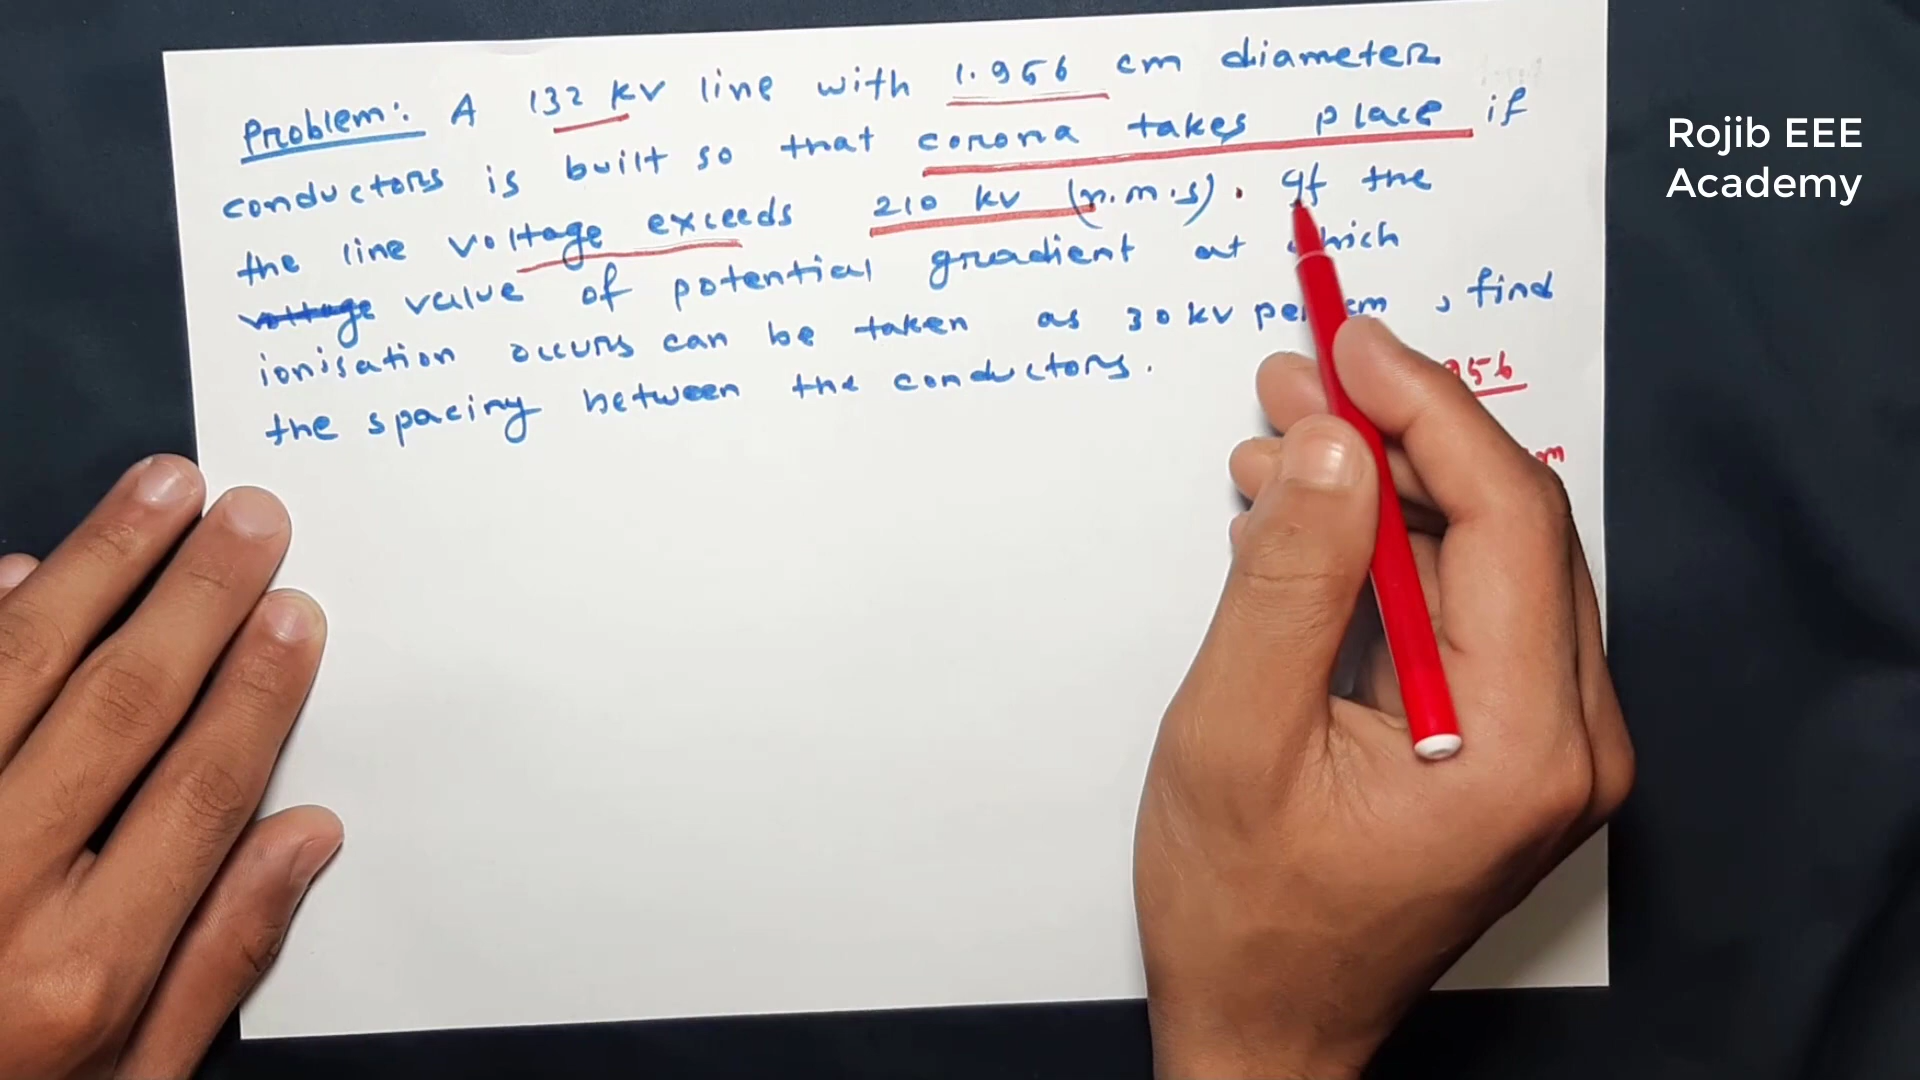 Problem: A 132 kV line with 1.956 cm diameter
conductors is built so that corona takes place if
the line voltage exceeds 210 kV (r.m.s). If the
value of potential gradient at which
ionisation occurs can be taken as 30 kV per cm, find
the spacing between the conductors.
956
cm
Rojib EEE
Academy